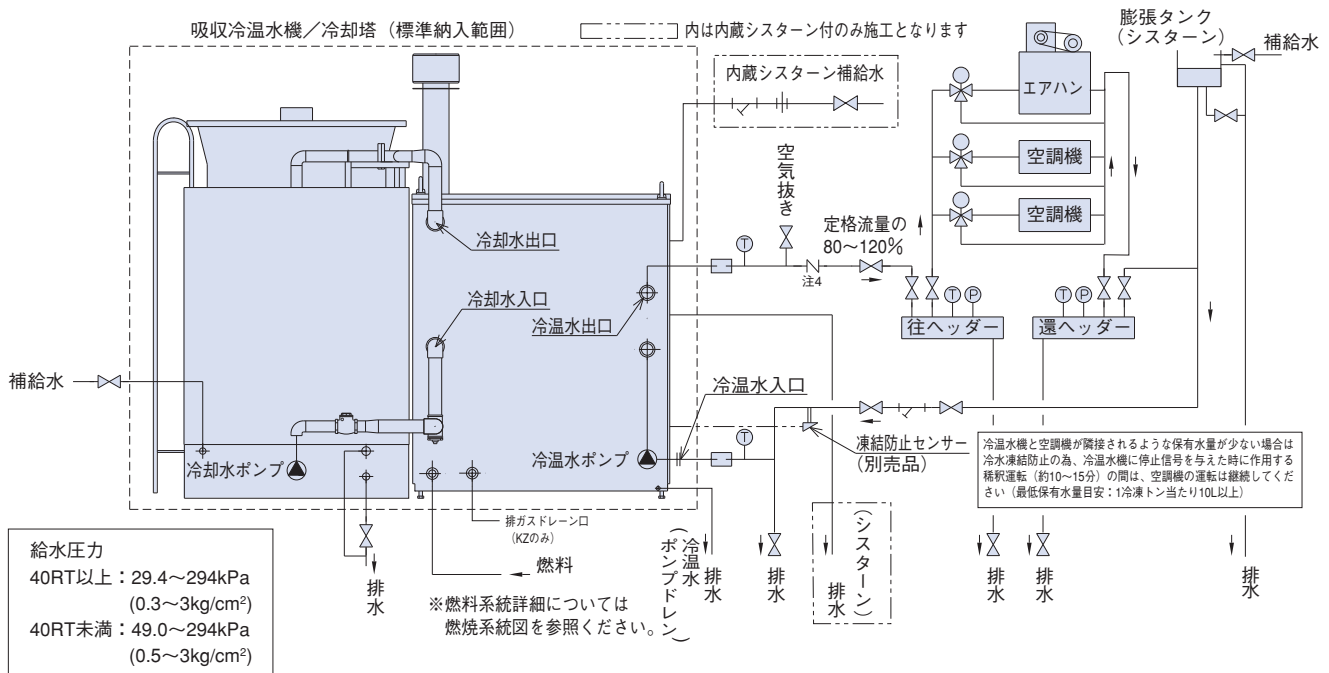 吸収冷温水機／冷却塔（標準納入範囲）
内は内蔵シスターン付のみ施工となります
膨張タンク
（シスターン）
補給水
内蔵シスターン補給水
エアハン
空調機
空調機
空気抜き
定格流量の
80〜120％
冷却水出口
T
注4
冷却水入口
冷温水出口
T
P
T
P
往ヘッダー
還ヘッダー
補給水
冷温水入口
冷却水ポンプ
冷温水ポンプ
T
凍結防止センサー
（別売品）
冷温水機と空調機が隣接されるような保有水量が少ない場合は
冷水凍結防止の為、冷温水機に停止信号を与えた時に作用する
稀釈運転（約10〜15分）の間は、空調機の運転は継続してくだ
さい（最低保有水量目安：1冷凍トン当たり10L以上）
排ガスドレーン口
（KZのみ）
燃料
排水
（冷温水
ポンプドレン）
排水
排水
排水
（シスターン）
排水
排水
排水
※燃料系統詳細については
燃焼系統図を参照ください。
給水圧力
40RT以上：29.4〜294kPa
(0.3〜3kg/cm²)
40RT未満：49.0〜294kPa
(0.5〜3kg/cm²)